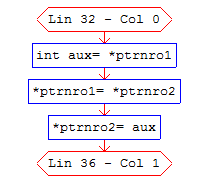 Lin 32 - Col 0
int aux= *ptrnro1
*ptrnro1= *ptrnro2
*ptrnro2= aux
Lin 36 - Col 1